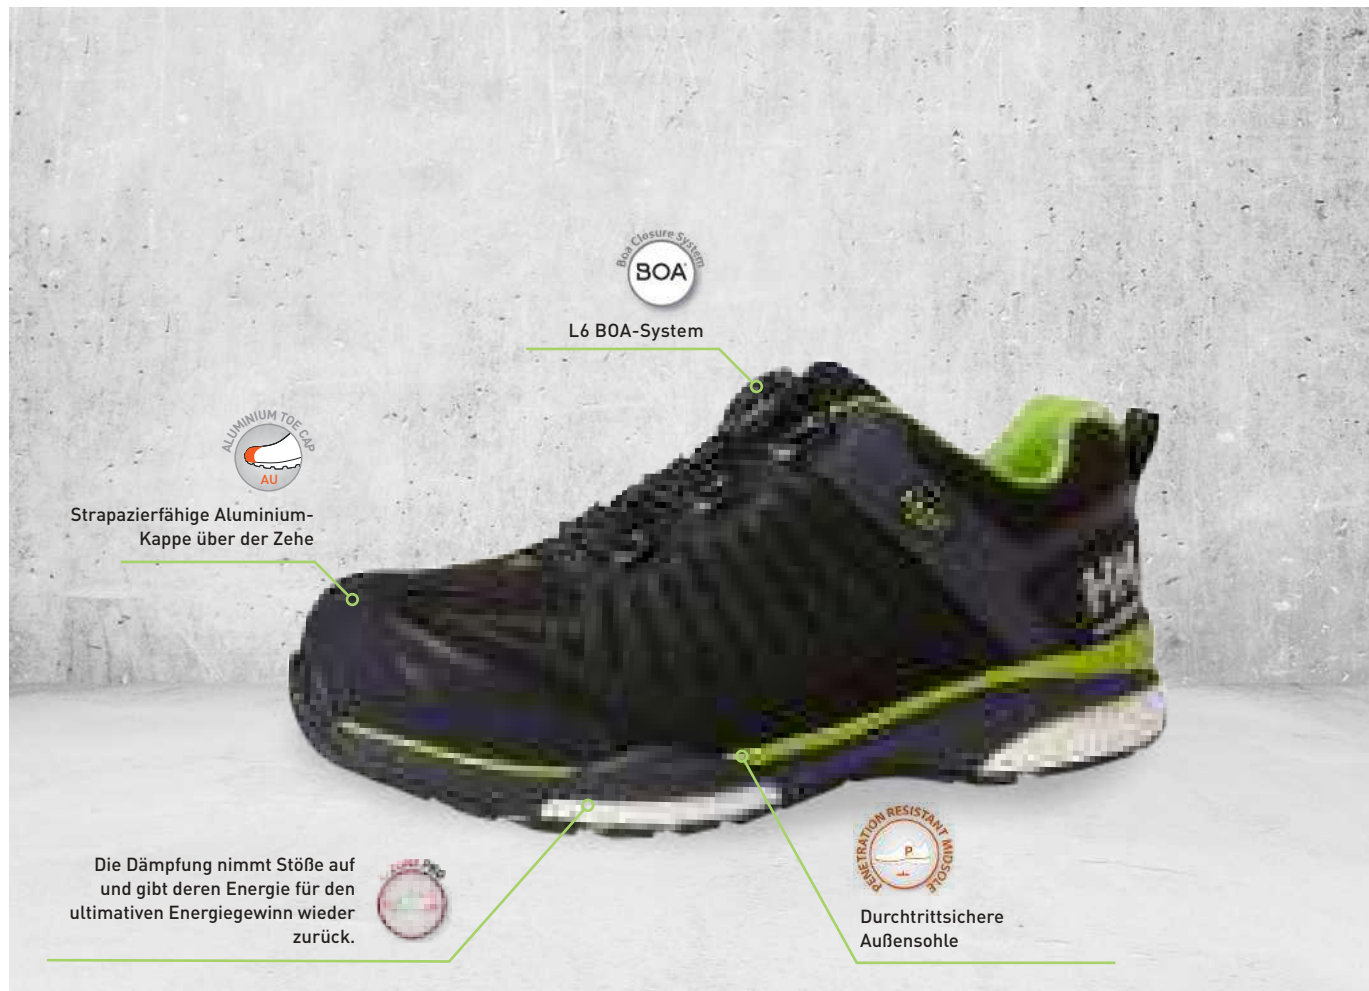 Boa Closure System
BOA
L6 BOA-System
ALUMINIUM TOE CAP
AU
Strapazierfähige Aluminium-
Kappe über der Zehe
Die Dämpfung nimmt Stöße auf
und gibt deren Energie für den
ultimativen Energiegewinn wieder
zurück.
PENETRATION RESISTANT MIDSOLE
P
Durchtrittsichere
Außensohle